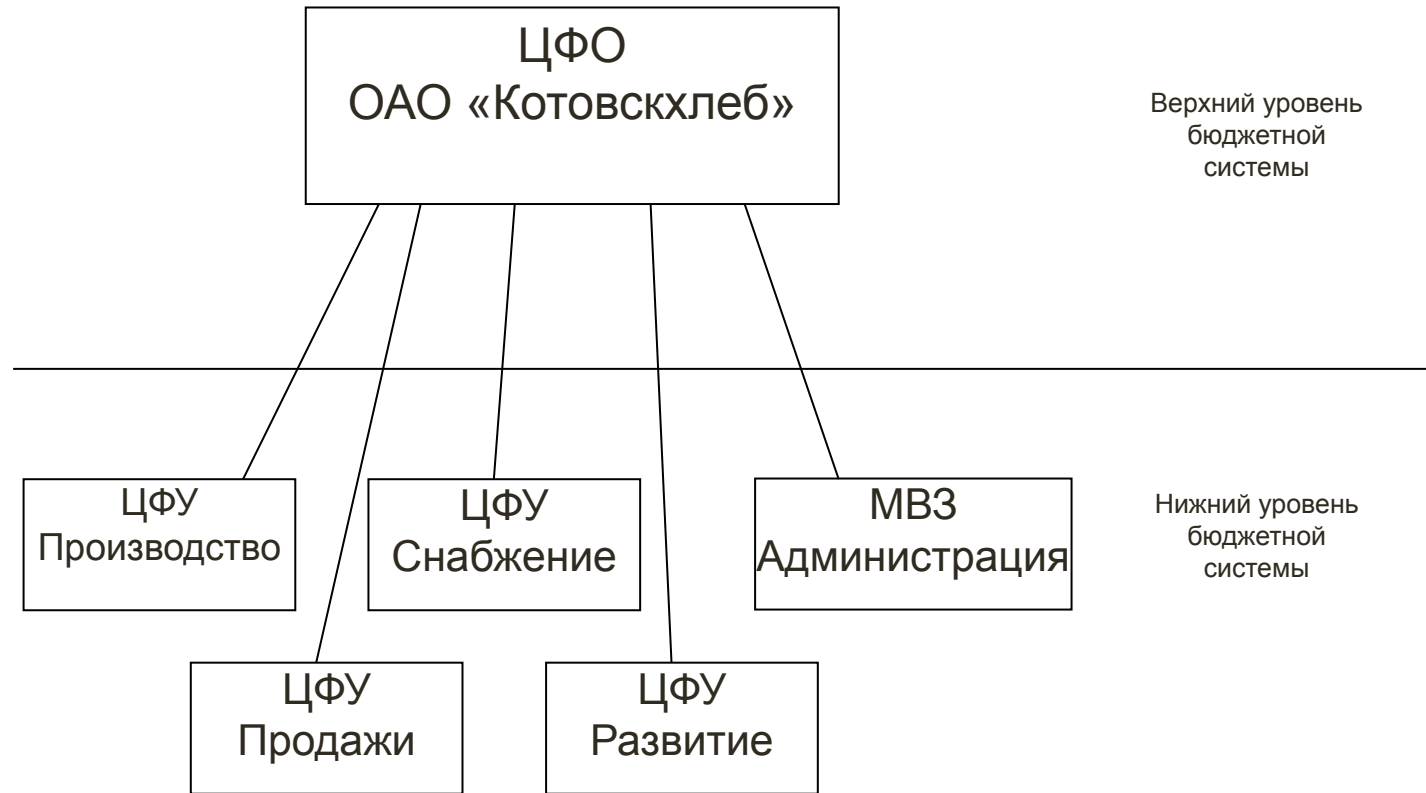 ЦФО
ОАО «Котовскхлеб»
Верхний уровень
бюджетной
системы
ЦФУ
Производство
ЦФУ
Снабжение
МВЗ
Администрация
Нижний уровень
бюджетной
системы
ЦФУ
Продажи
ЦФУ
Развитие